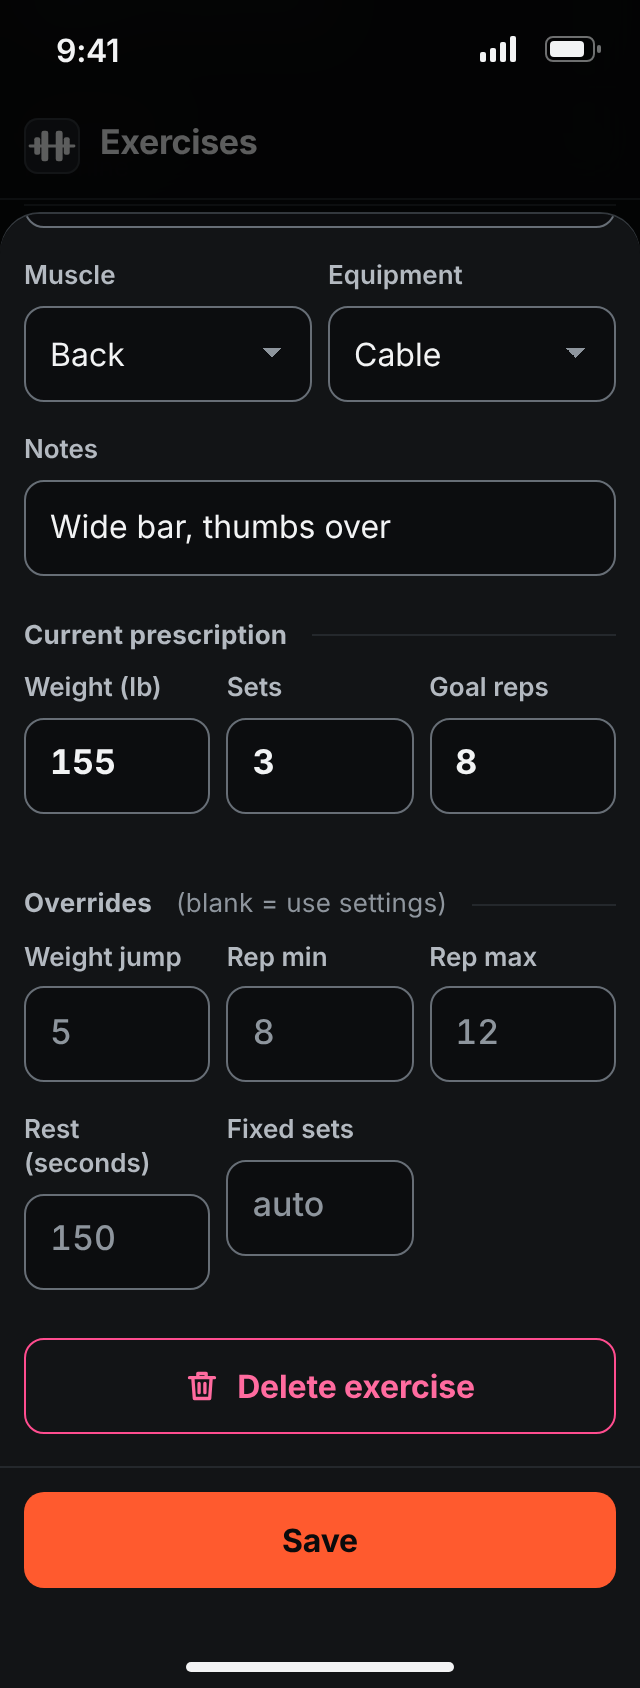 9:41
Exercises
Muscle
Equipment
Back
Cable
Notes
Wide bar, thumbs over
Current prescription
Weight (lb)
Sets
Goal reps
155
3
8
Overrides (blank = use settings)
Weight jump
Rep min
Rep max
5
8
12
Rest
(seconds)
Fixed sets
150
auto
Delete exercise
Save